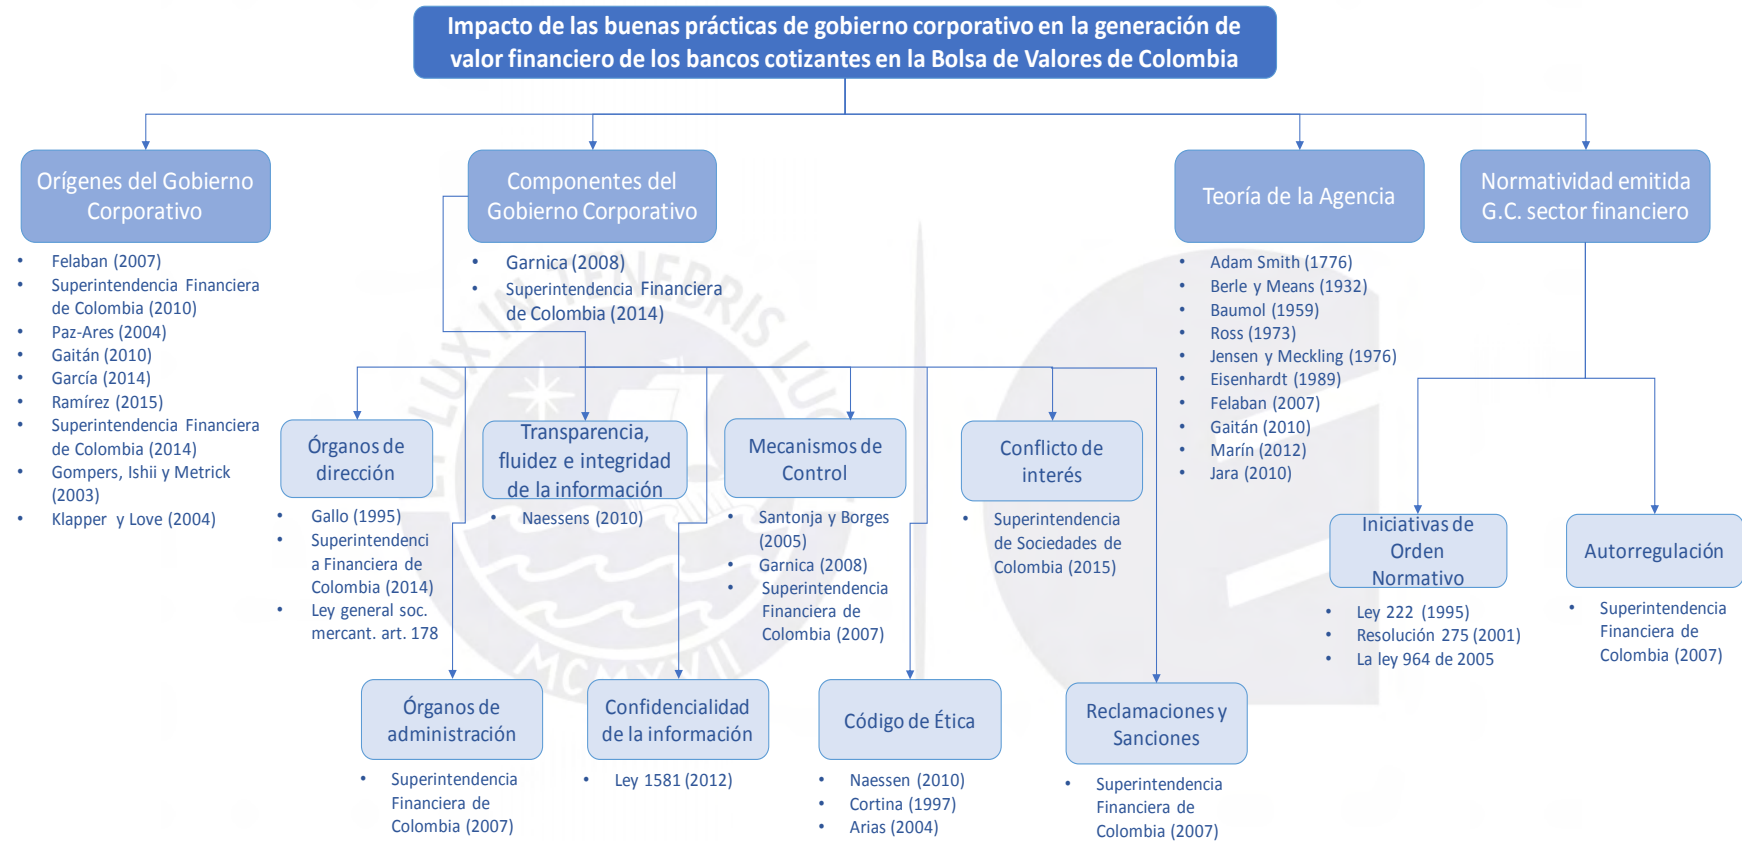 Impacto de las buenas prácticas de gobierno corporativo en la generación de
valor financiero de los bancos cotizantes en la Bolsa de Valores de Colombia
Orígenes del Gobierno
Corporativo
• Felaban (2007)
• Superintendencia Financiera
de Colombia (2010)
• Paz-Ares (2004)
• Gaitán (2010)
• García (2014)
• Ramírez (2015)
• Superintendencia Financiera
de Colombia (2014)
• Gompers, Ishii y Metrick
(2003)
• Klapper y Love (2004)
Componentes del
Gobierno Corporativo
• Garnica (2008)
• Superintendencia Financiera
de Colombia (2014)
Teoría de la Agencia
• Adam Smith (1776)
• Berle y Means (1932)
• Baumol (1959)
• Ross (1973)
• Jensen y Meckling (1976)
• Eisenhardt (1989)
• Felaban (2007)
• Gaitán (2010)
• Marín (2012)
• Jara (2010)
Normatividad emitida
G.C. sector financiero
Órganos de
dirección
• Gallo (1995)
• Superintendenci
a Financiera de
Colombia (2014)
• Ley general soc.
mercant. art. 178
Transparencia,
fluidez e integridad
de la información
• Naessens (2010)
Mecanismos de
Control
• Santonja y Borges
(2005)
• Garnica (2008)
• Superintendencia
Financiera de
Colombia (2007)
Conflicto de
interés
• Superintendencia
de Sociedades de
Colombia (2015)
Iniciativas de
Orden
Normativo
• Ley 222 (1995)
• Resolución 275 (2001)
• La ley 964 de 2005
Autorregulación
• Superintendencia
Financiera de
Colombia (2007)
Órganos de
administración
• Superintendencia
Financiera de
Colombia (2007)
Confidencialidad
de la información
• Ley 1581 (2012)
Código de Ética
• Naessen (2010)
• Cortina (1997)
• Arias (2004)
Reclamaciones y
Sanciones
• Superintendencia
Financiera de
Colombia (2007)
ET LUX IN TENEBRIS LUC
MCMXVII